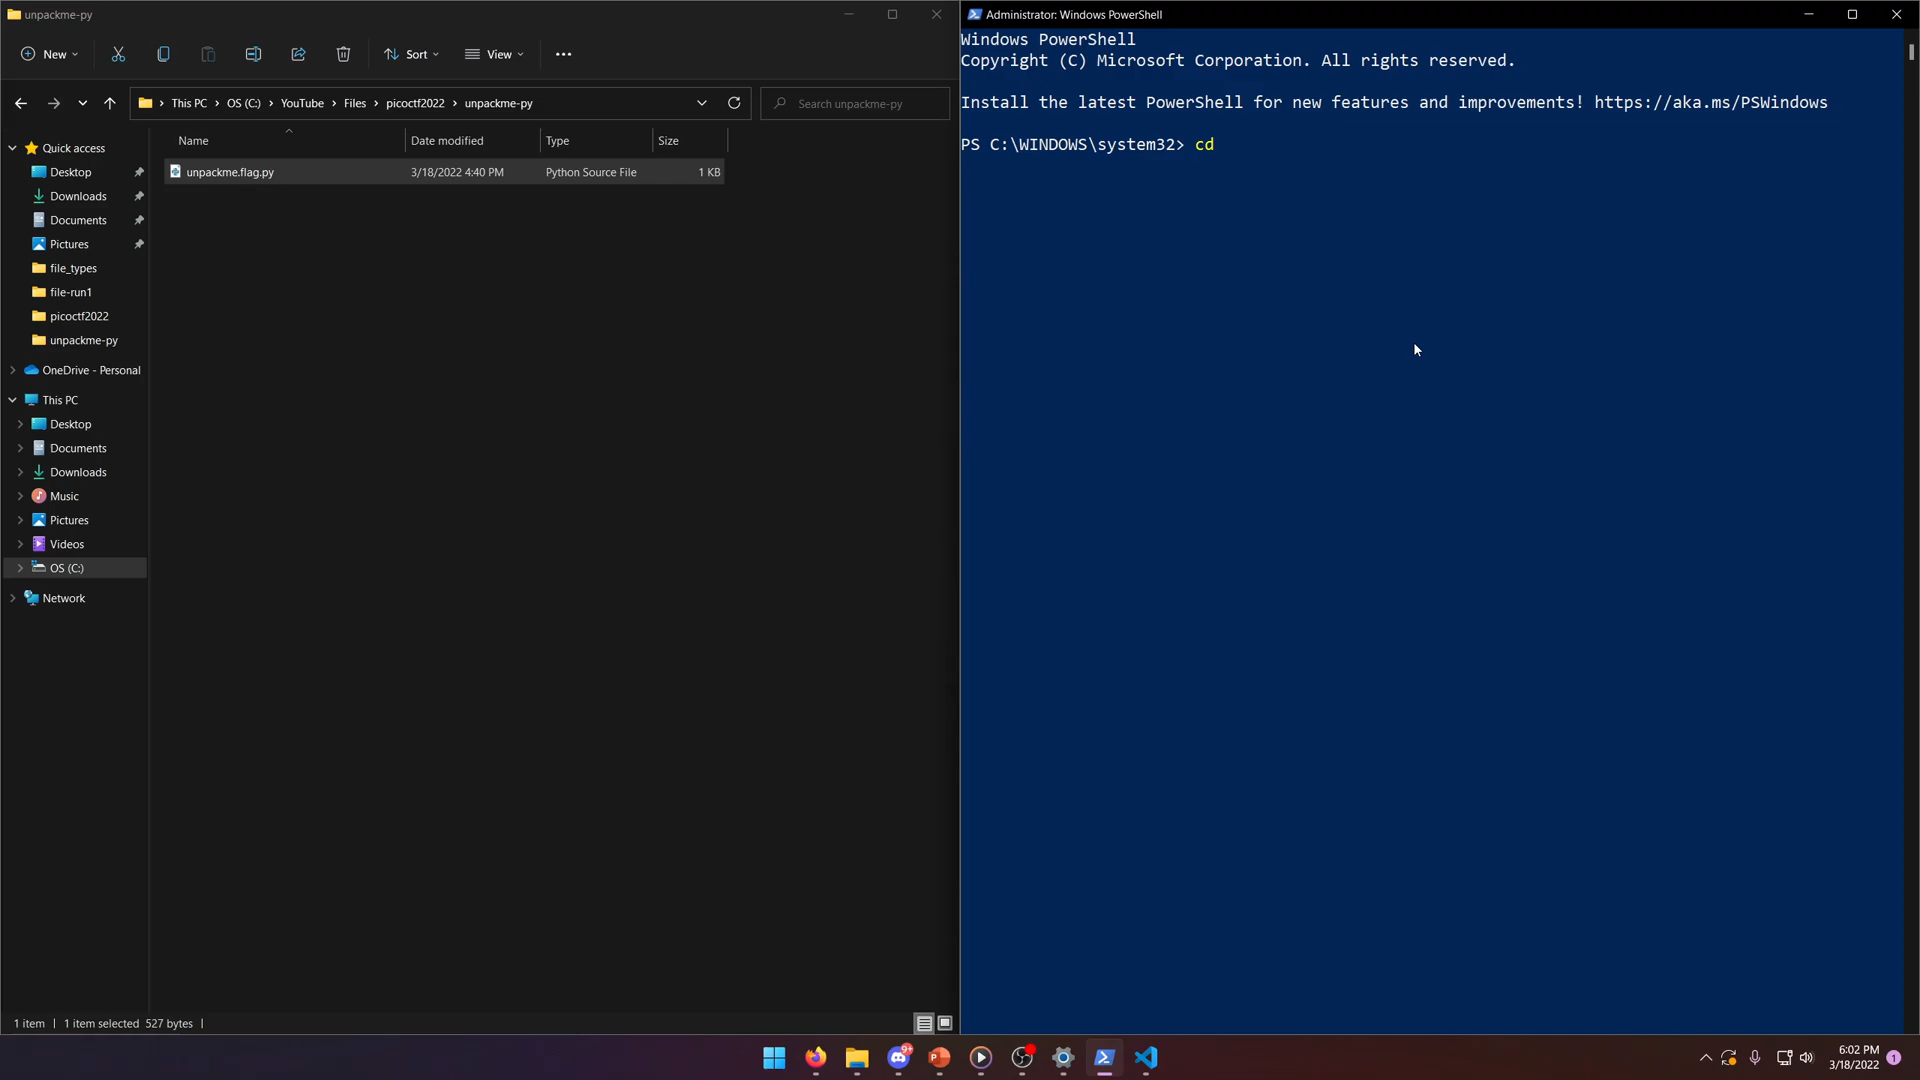 unpackme-py
New
Sort
View
This PC > OS (C:) > YouTube > Files > picoctf2022 > unpackme-py
Search unpackme-py
Name Date modified Type Size
unpackme.flag.py 3/18/2022 4:40 PM Python Source File 1 KB
Quick access
Desktop
Downloads
Documents
Pictures
file_types
file-run1
picoctf2022
unpackme-py
OneDrive - Personal
This PC
Desktop
Documents
Downloads
Music
Pictures
Videos
OS (C:)
Network
1 item 1 item selected 527 bytes
Administrator: Windows PowerShell
Windows PowerShell
Copyright (C) Microsoft Corporation. All rights reserved.
Install the latest PowerShell for new features and improvements! https://aka.ms/PSWindows
PS C:\WINDOWS\system32> cd
9+
6:02 PM
3/18/2022
1